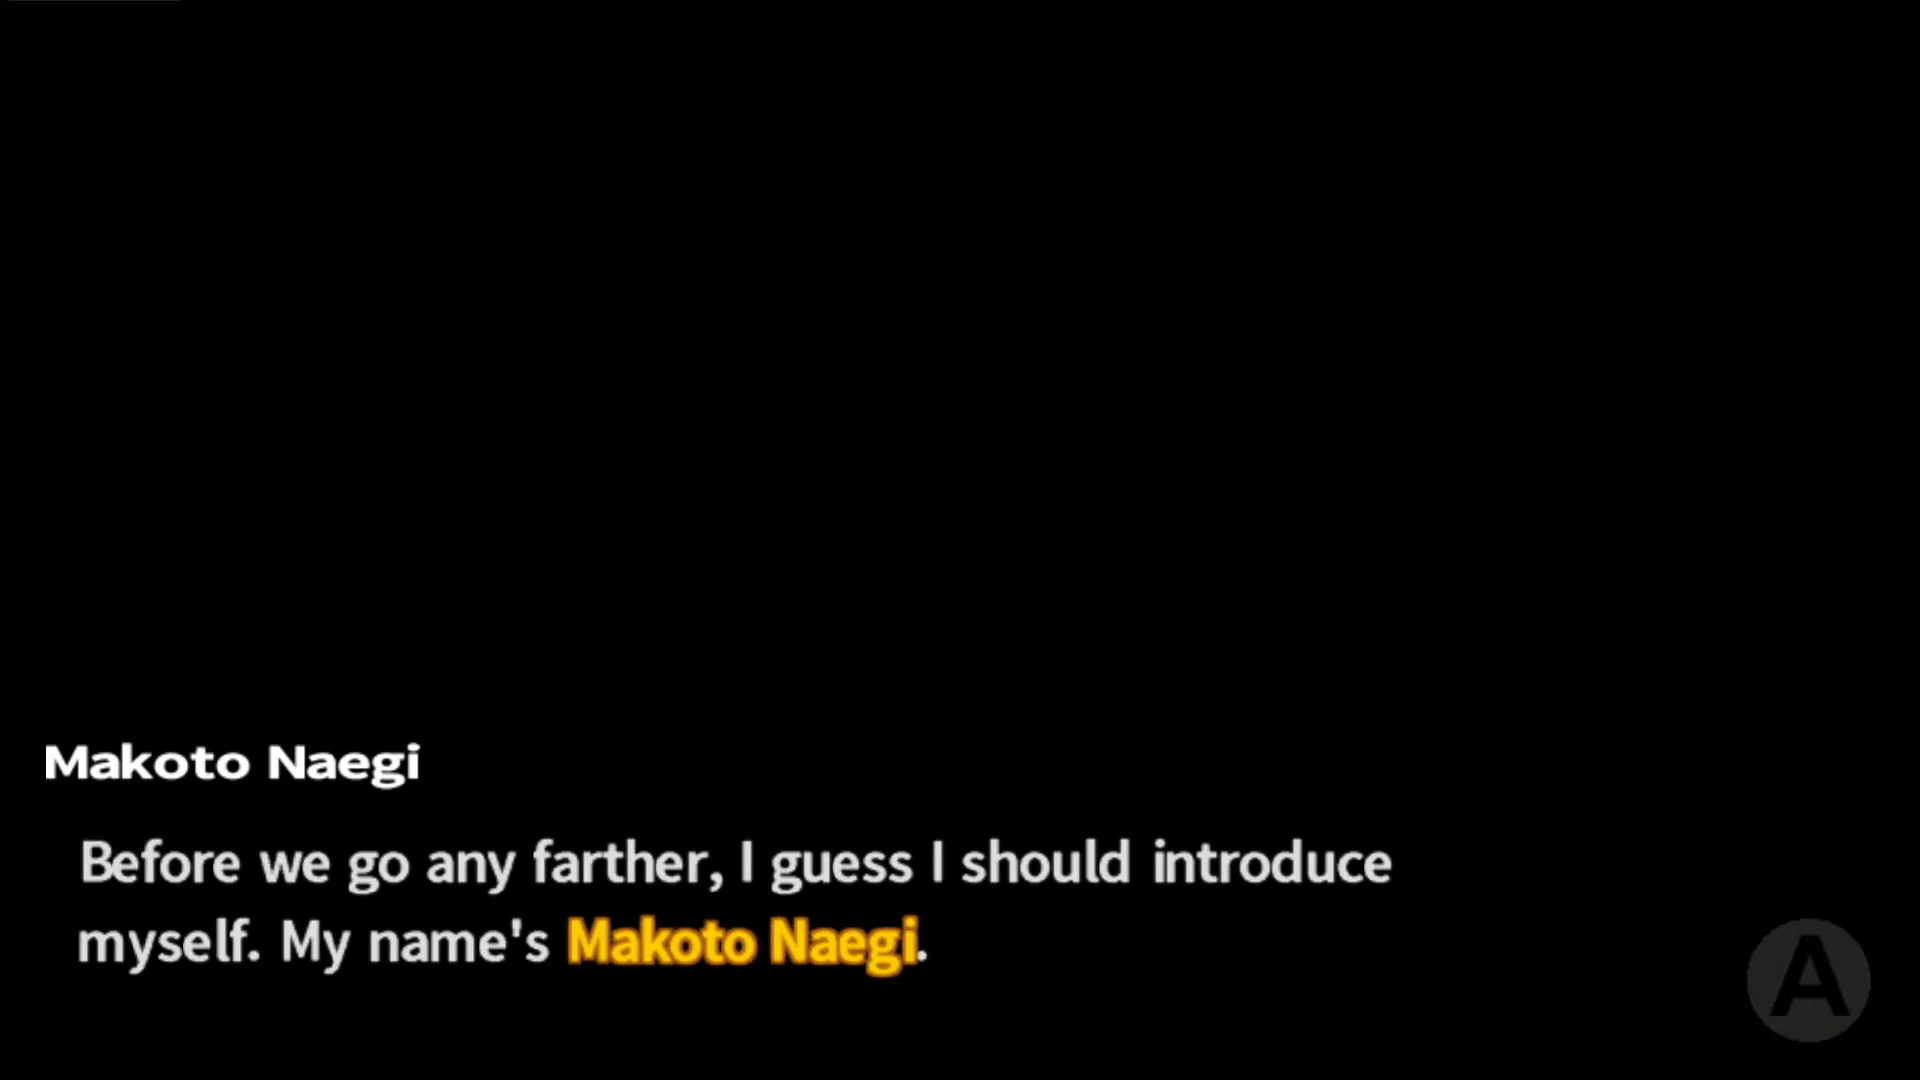 Makoto Naegi
Before we go any farther, I guess I should introduce
myself. My name's Makoto Naegi.
A